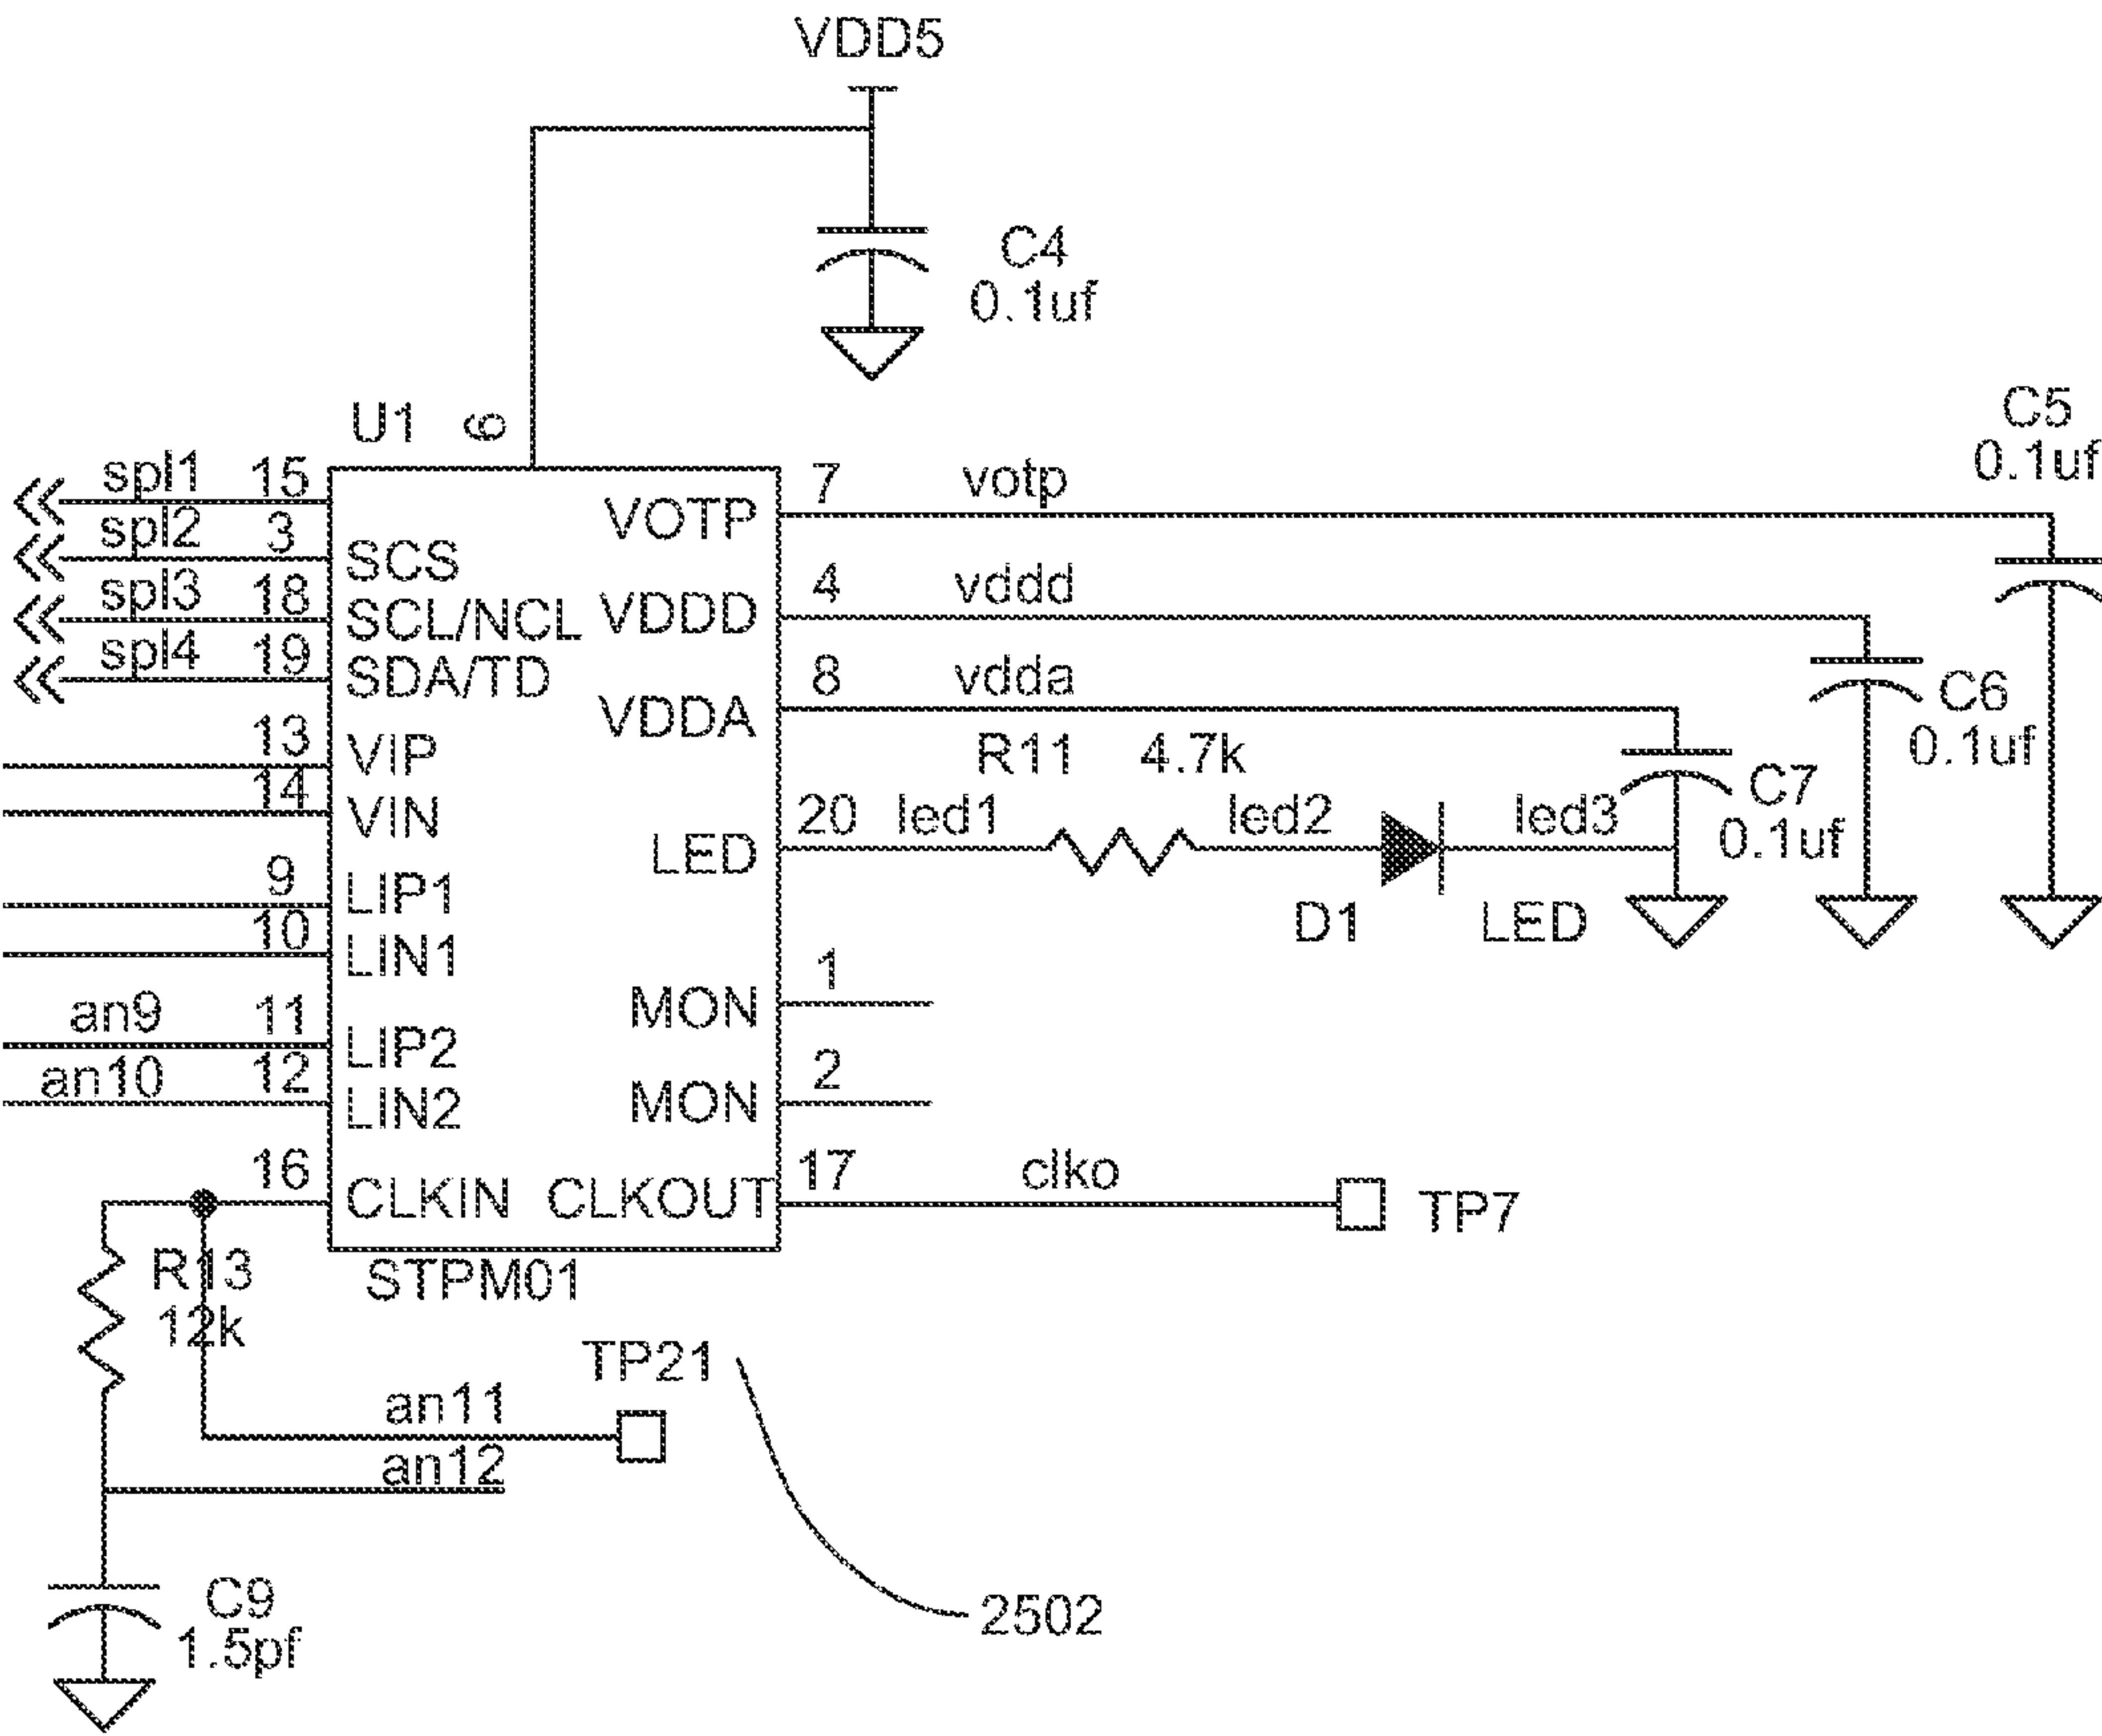 VDD5
C4
0.1uf
C5
0.1uf
U1
6
spl1 15
spl2 3
spl3 18
spl4 19
13
14
9
10
an9 11
an10 12
16
SCS
SCL/NCL
SDA/TD
VIP
VIN
LIP1
LIN1
LIP2
LIN2
CLKIN
VOTP
VDDD
VDDA
LED
MON
MON
CLKOUT
7 votp
4 vddd
8 vdda
R11 4.7k
20 led1 led2 led3
D1 LED
C6
0.1uf
C7
0.1uf
1
2
17 clko
TP7
STPM01
R13
12k
TP21
an11
an12
C9
1.5pf
2502